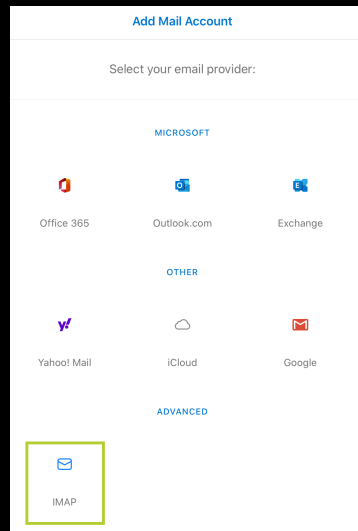 Add Mail Account
Select your email provider:
MICROSOFT
Office 365
Outlook.com
Exchange
OTHER
Yahoo! Mail
iCloud
Google
ADVANCED
IMAP